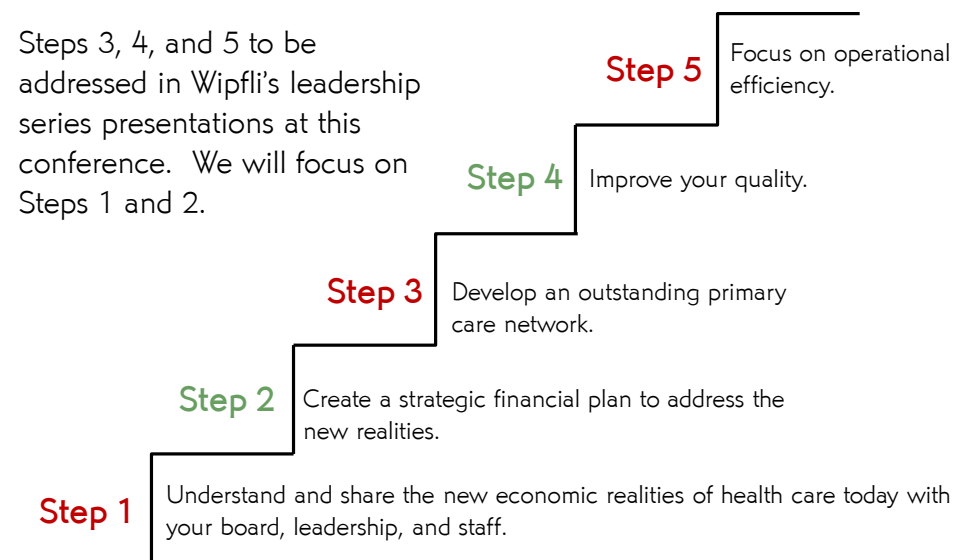 Steps 3, 4, and 5 to be
addressed in Wipfli's leadership
series presentations at this
conference.  We will focus on
Steps 1 and 2.
Step 5
Focus on operational
efficiency.
Step 4
Improve your quality.
Step 3
Develop an outstanding primary
care network.
Step 2
Create a strategic financial plan to address the
new realities.
Step 1
Understand and share the new economic realities of health care today with
your board, leadership, and staff.